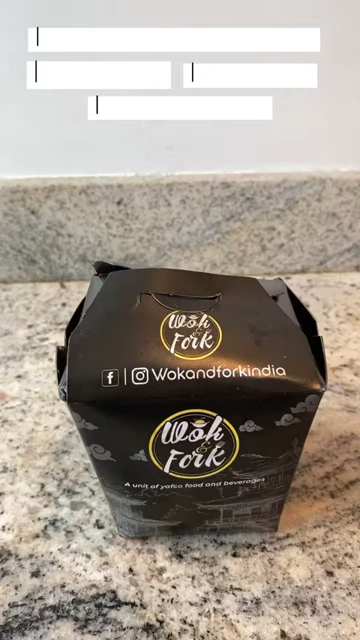 Wok
&
Fork
f | Wokandforkindia
Wok
&
Fork
A unit of yafco food and beverages